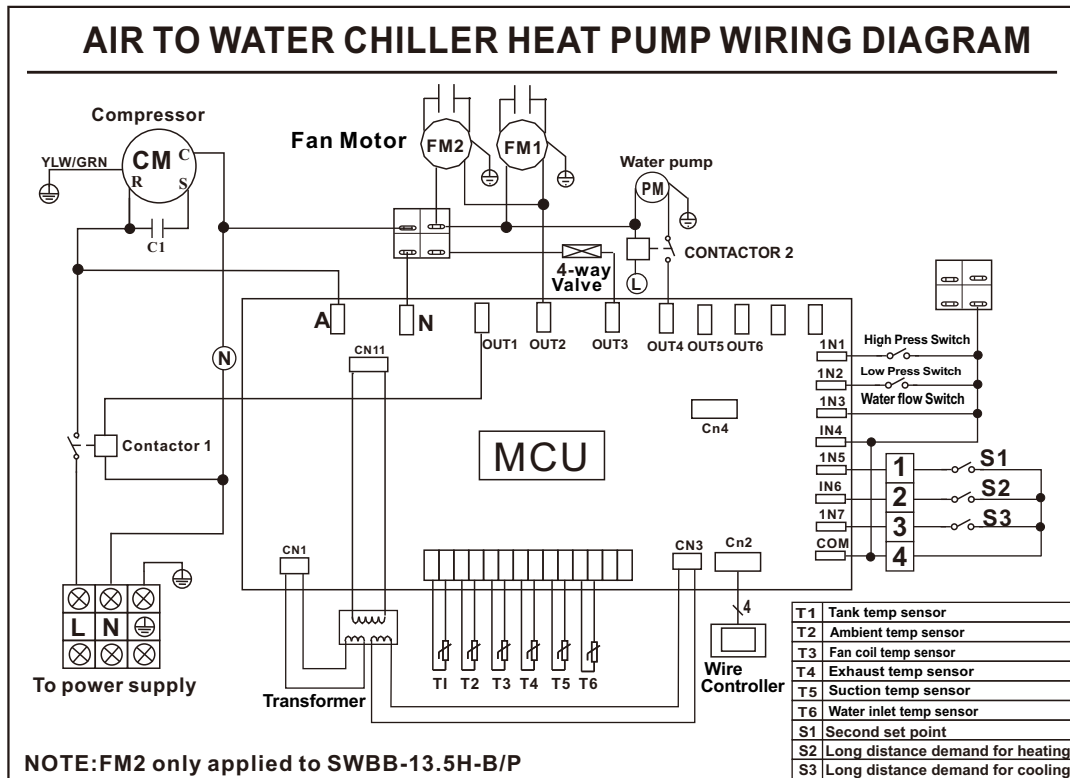 AIR TO WATER CHILLER HEAT PUMP WIRING DIAGRAM
Compressor
YLW/GRN
CM
C
R
S
C1
Fan Motor
FM2
FM1
Water pump
PM
CONTACTOR 2
L
4-way
Valve
A
N
OUT1
OUT2
OUT3
OUT4
OUT5
OUT6
CN11
N
Contactor 1
MCU
Cn4
1N1
High Press Switch
1N2
Low Press Switch
1N3
Water flow Switch
IN4
1N5
1
S1
IN6
2
S2
1N7
3
S3
COM
4
CN1
CN3
Cn2
4
L
N
To power supply
Transformer
T1
T2
T3
T4
T5
T6
Wire
Controller
T1 Tank temp sensor
T2 Ambient temp sensor
T3 Fan coil temp sensor
T4 Exhaust temp sensor
T5 Suction temp sensor
T6 Water inlet temp sensor
S1 Second set point
S2 Long distance demand for heating
S3 Long distance demand for cooling
NOTE:FM2 only applied to SWBB-13.5H-B/P